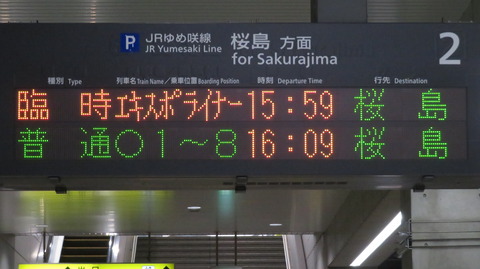 P JRゆめ咲線 桜島 方面 2
JR Yumesaki Line for Sakurajima
種別 Type 列車名 Train Name／乗車位置 Boarding Position 時刻 Departure Time 行先 Destination
臨時 エキスポライナー 15:59 桜島
普通 ○1～8 16:09 桜島